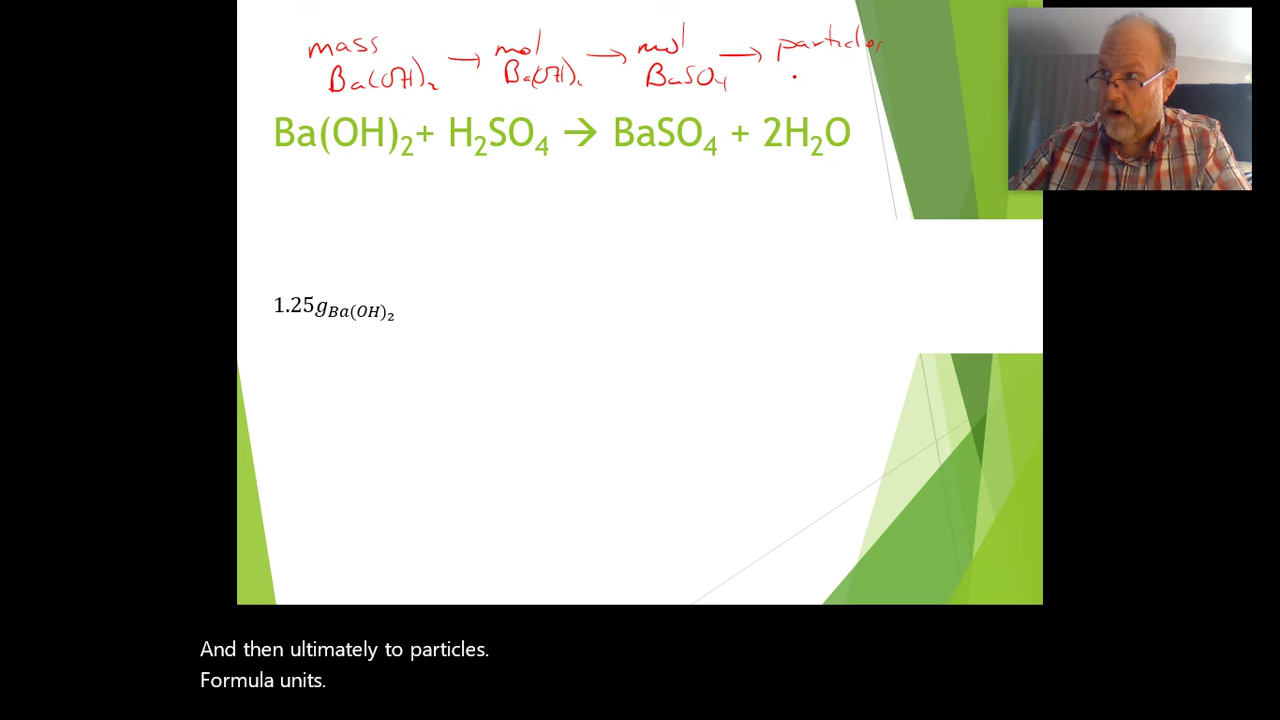 mass → mol → mol → particles
Ba(OH)₂ Ba(OH)₂ BaSO₄
Ba(OH)₂+ H₂SO₄ → BaSO₄ + 2H₂O
1.25g Ba(OH)₂
And then ultimately to particles.
Formula units.